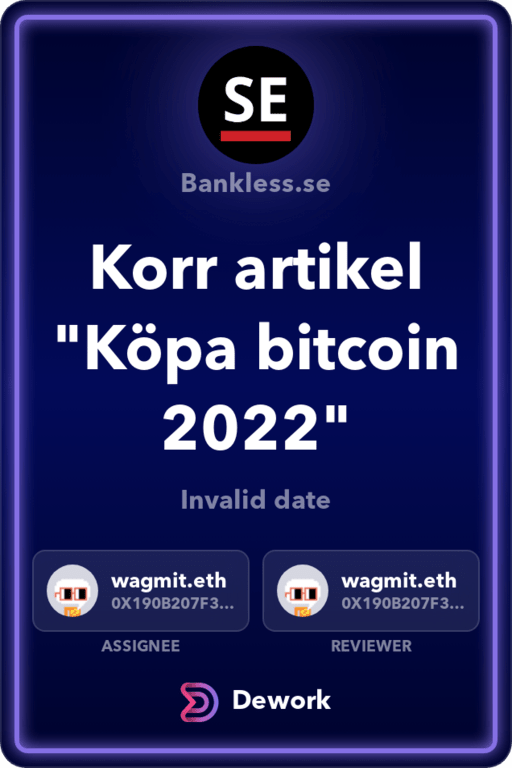 SE
Bankless.se
Korr artikel
"Köpa bitcoin
2022"
Invalid date
wagmit.eth
0X190B207F3...
ASSIGNEE
wagmit.eth
0X190B207F3...
REVIEWER
Dework